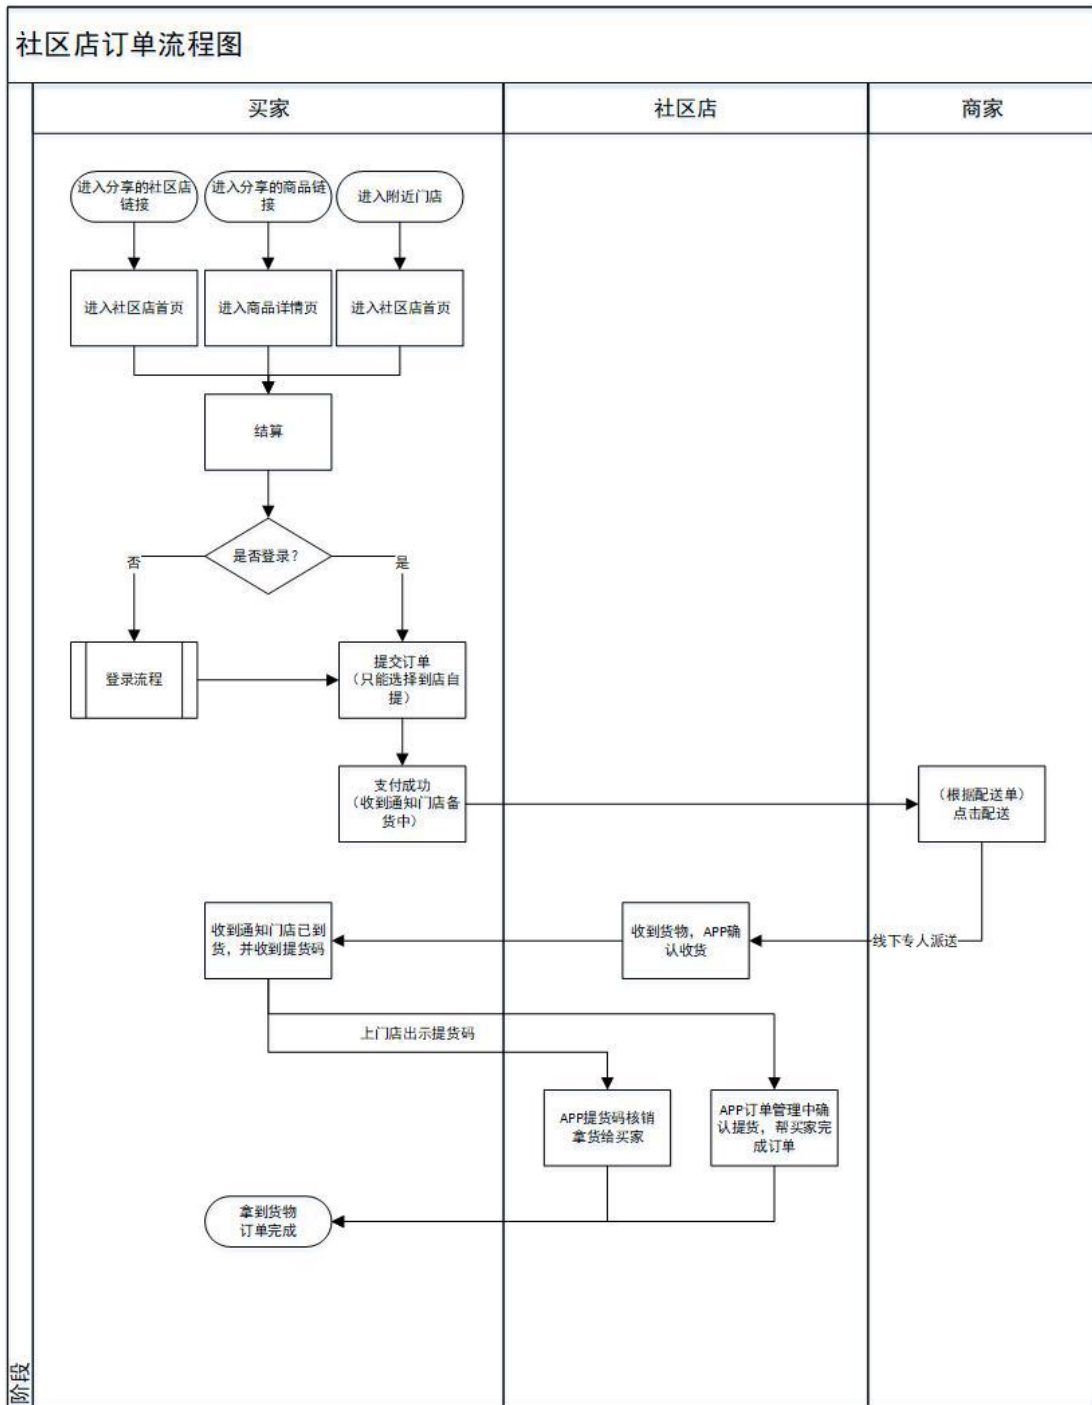 社区店订单流程图
买家
社区店
商家
进入分享的社区店
链接
进入分享的商品链
接
进入附近门店
进入社区店首页
进入商品详情页
进入社区店首页
结算
是否登录?
否
是
登录流程
提交订单
(只能选择到店自
提)
支付成功
(收到通知门店备
货中)
(根据配送单)
点击配送
收到通知门店已到
货,并收到提货码
收到货物,APP确
认收货
线下专人派送
上门店出示提货码
APP提货码核销
拿货给买家
APP订单管理中确
认提货,帮买家完
成订单
拿到货物
订单完成
阶段